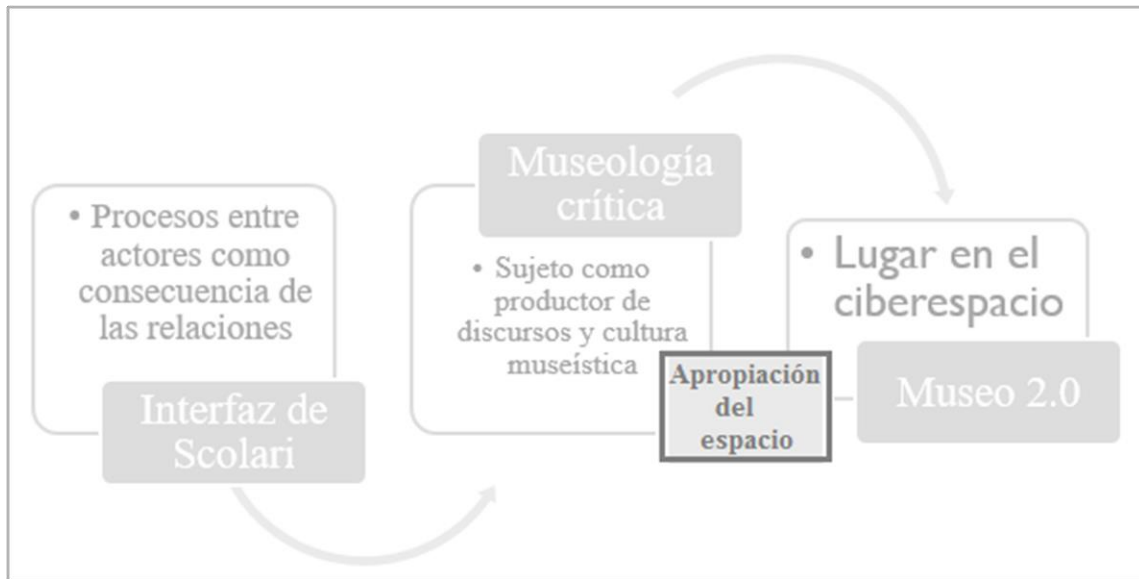 • Procesos entre
actores como
consecuencia de
las relaciones
Interfaz de
Scolari
Museología
crítica
• Sujeto como
productor de
discursos y cultura
museística
Apropiación
del
espacio
• Lugar en el
ciberespacio
Museo 2.0